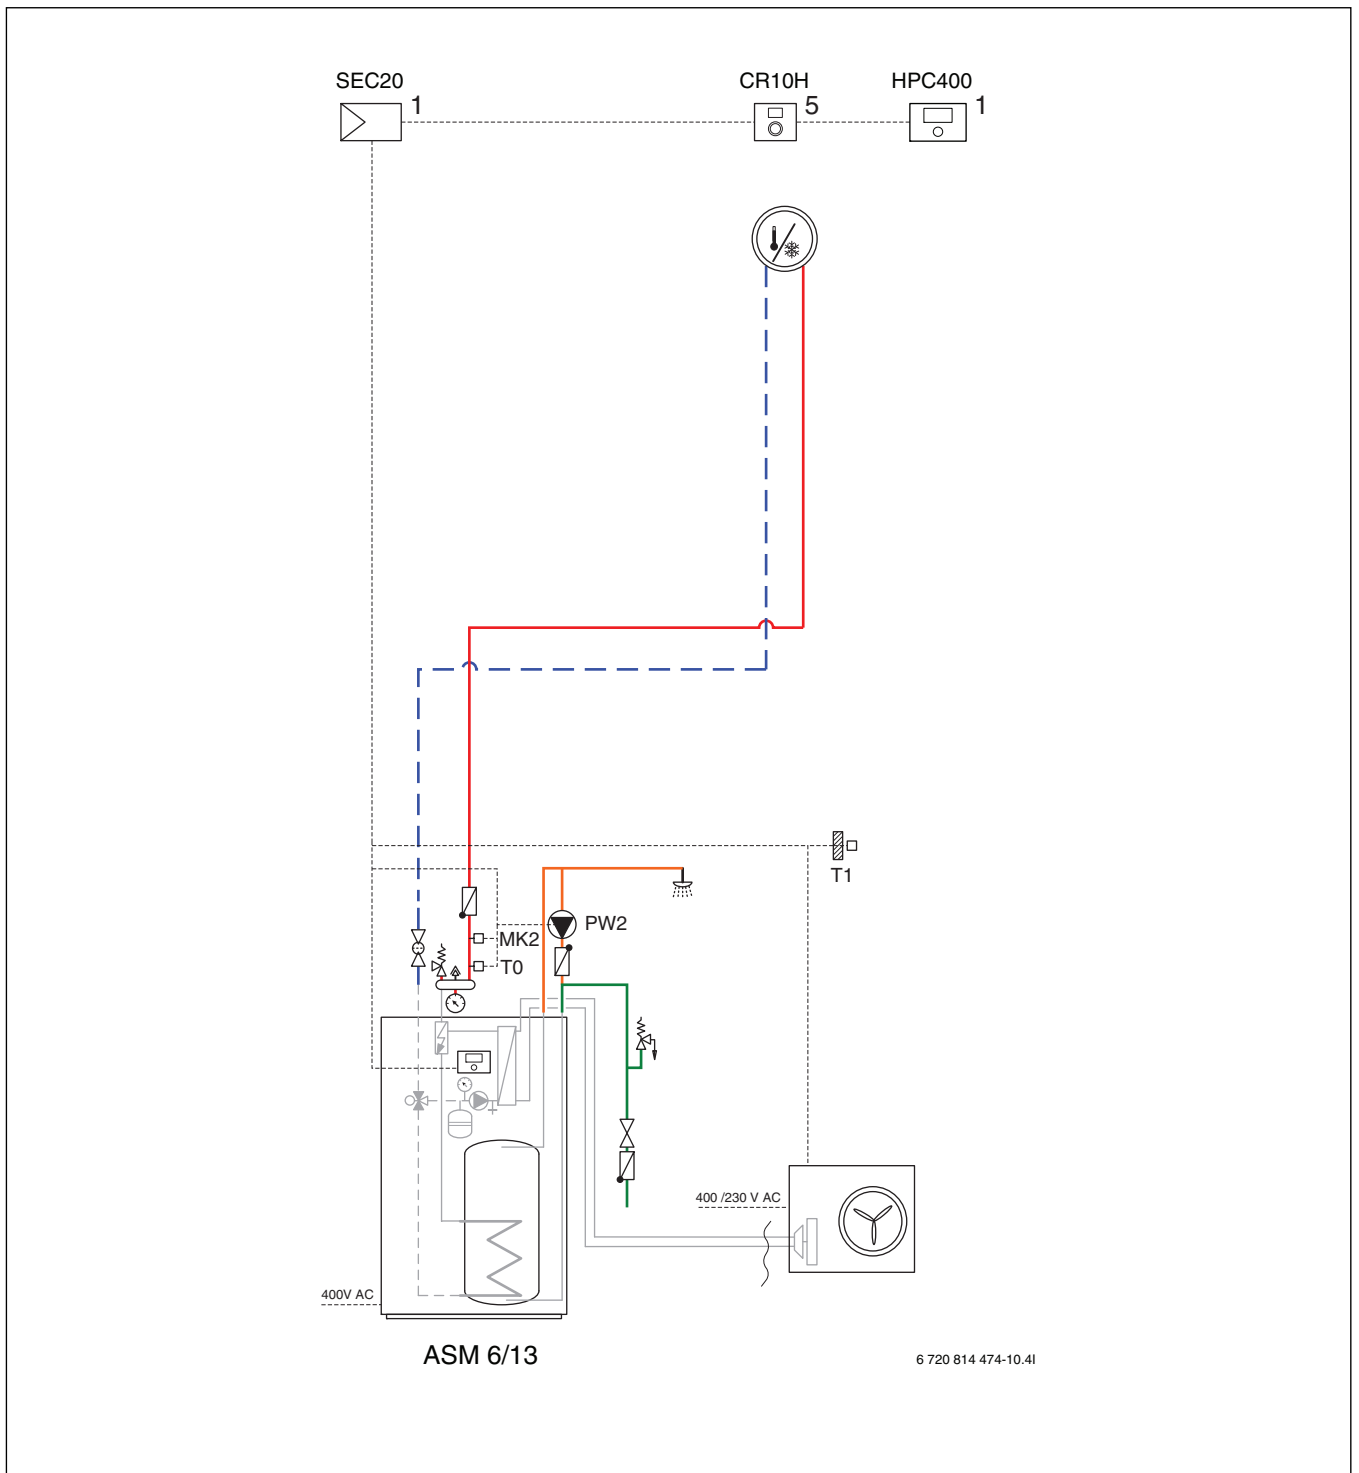 SEC20
1
CR10H
5
HPC400
1
T1
PW2
MK2
T0
400 /230 V AC
400V AC
ASM 6/13
6 720 814 474-10.4I